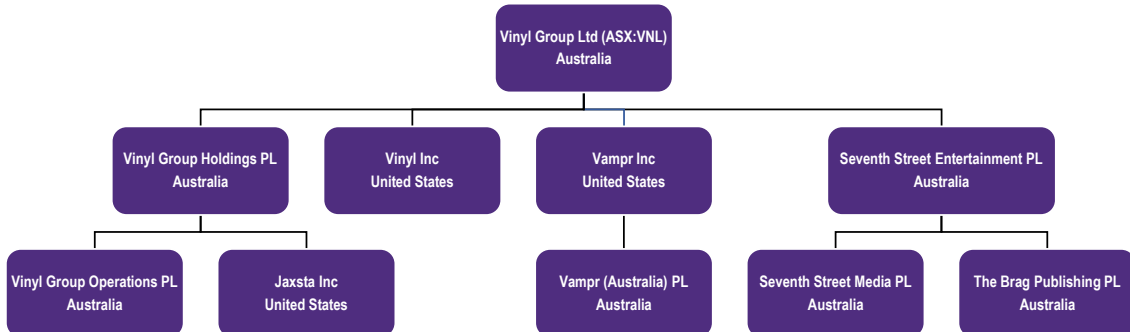 Vinyl Group Ltd (ASX:VNL)
Australia
Vinyl Group Holdings PL
Australia
Vinyl Inc
United States
Vampr Inc
United States
Seventh Street Entertainment PL
Australia
Vinyl Group Operations PL
Australia
Jaxsta Inc
United States
Vampr (Australia) PL
Australia
Seventh Street Media PL
Australia
The Brag Publishing PL
Australia